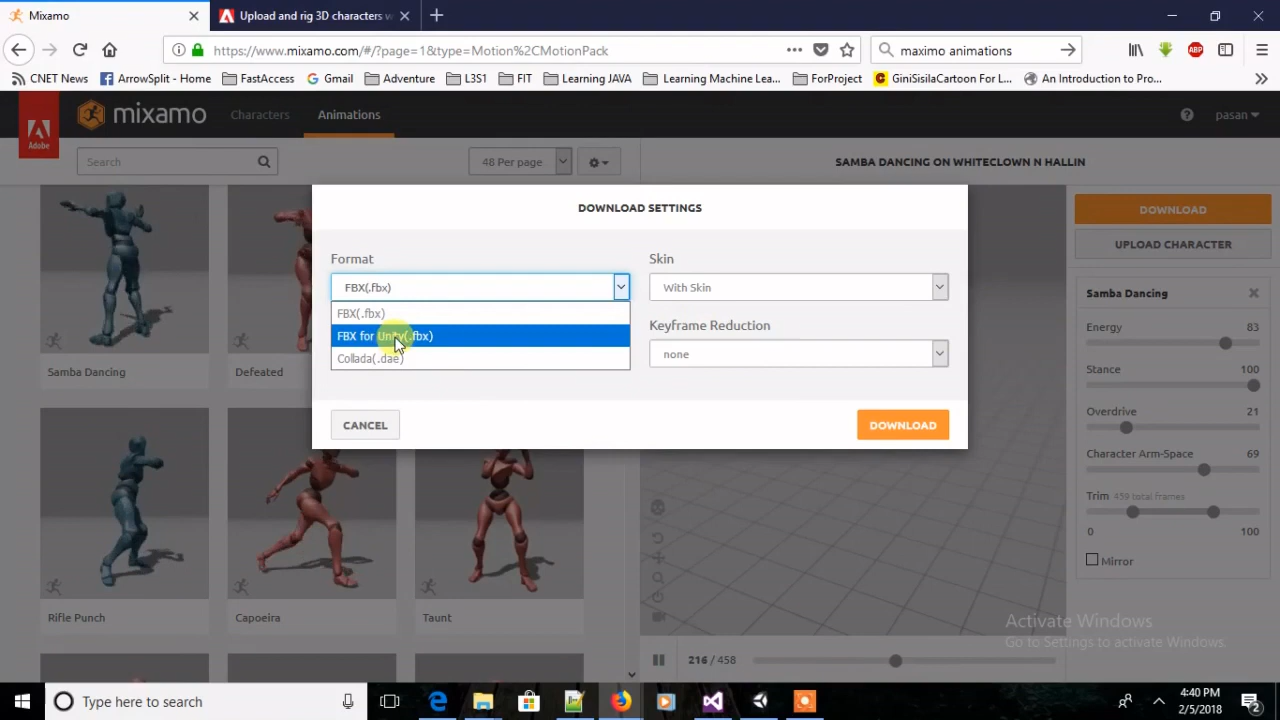 Mixamo
Upload and rig 3D characters w
https://www.mixamo.com/#/?page=1&type=Motion%2CMotionPack
maximo animations
CNET News
ArrowSplit - Home
FastAccess
Gmail
Adventure
L3S1
FIT
Learning JAVA
Learning Machine Lea...
ForProject
GiniSisilaCartoon For L...
An Introduction to Pro...
Adobe
mixamo
Characters
Animations
pasan
Search
48 Per page
SAMBA DANCING ON WHITECLOWN N HALLIN
DOWNLOAD SETTINGS
Format
FBX(.fbx)
FBX(.fbx)
FBX for Unity(.fbx)
Collada(.dae)
Skin
With Skin
Keyframe Reduction
none
CANCEL
DOWNLOAD
DOWNLOAD
UPLOAD CHARACTER
Samba Dancing
Energy 83
Stance 100
Overdrive 21
Character Arm-Space 69
Trim 459 total frames
0 100
Mirror
Samba Dancing
Defeated
Rifle Punch
Capoeira
Taunt
216 / 458
Activate Windows
Go to Settings to activate Windows.
Type here to search
ABP
4:40 PM
2/5/2018
2